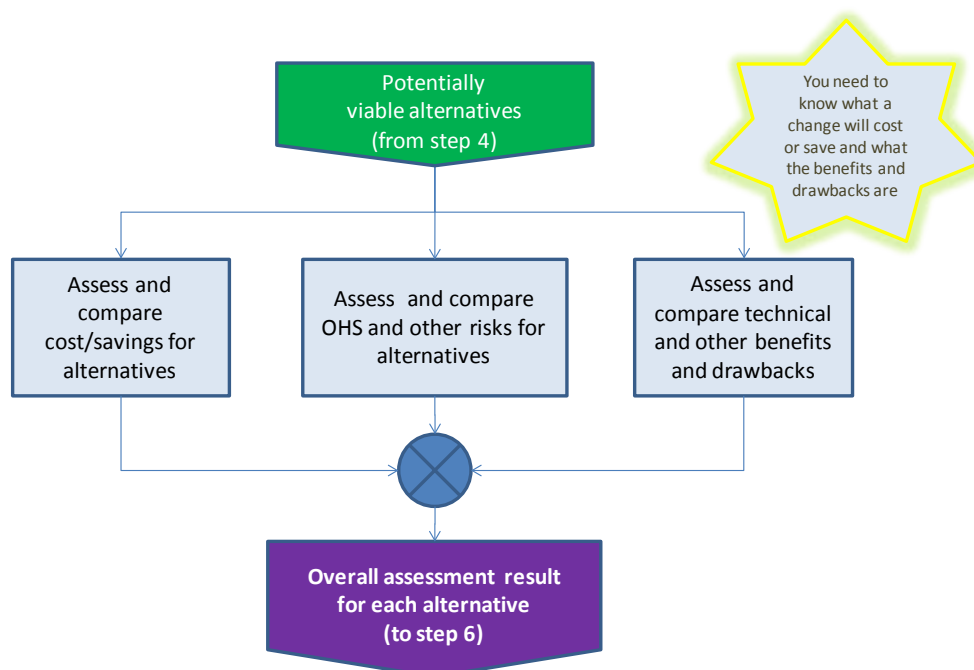 Potentially
viable alternatives
(from step 4)
You need to
know what a
change will cost
or save and what
the benefits and
drawbacks are
Assess and
compare
cost/savings for
alternatives
Assess and compare
OHS and other risks for
alternatives
Assess and
compare technical
and other benefits
and drawbacks
Overall assessment result
for each alternative
(to step 6)